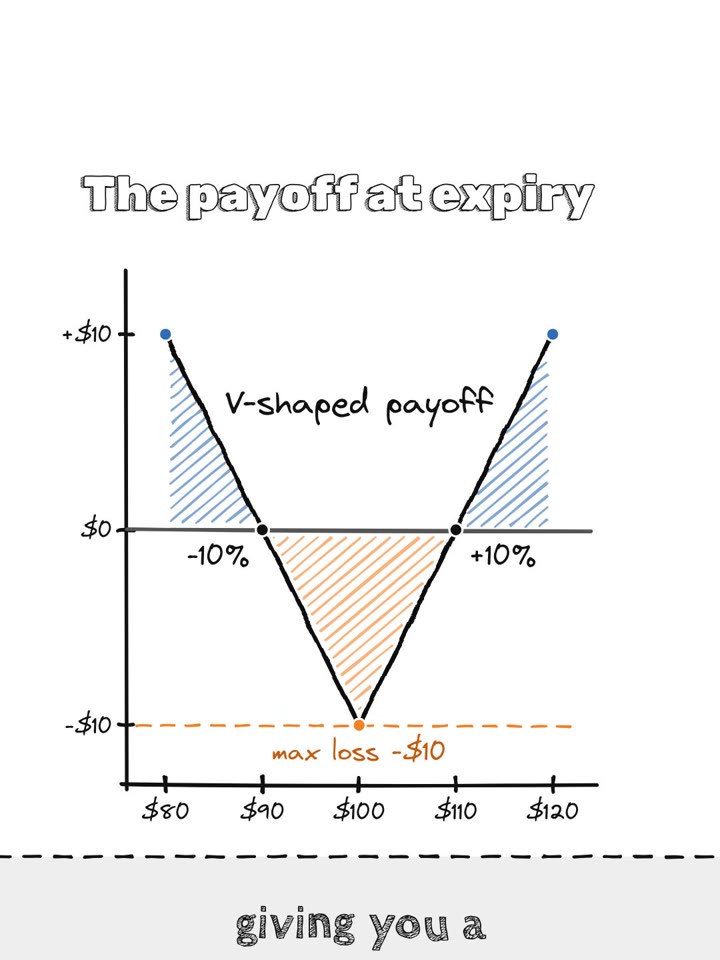 The payoff at expiry
+$10
V-shaped payoff
$0
-10% +10%
-$10
max loss -$10
$80 $90 $100 $110 $120
giving you a